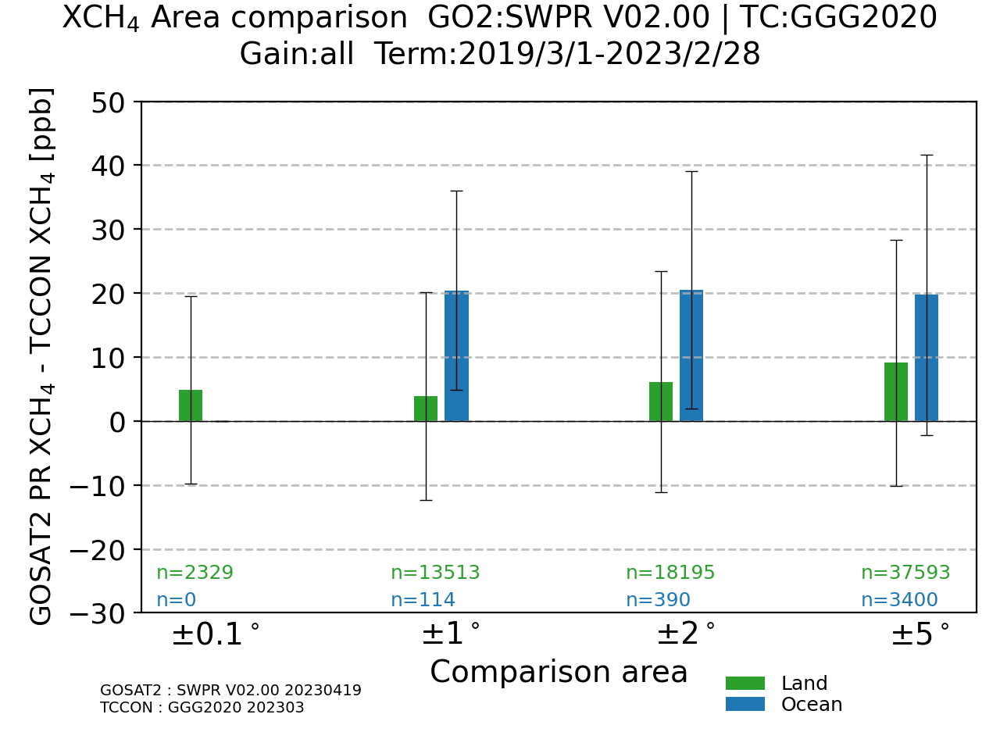 XCH₄ Area comparison  GO2:SWPR V02.00 | TC:GGG2020
Gain:all  Term:2019/3/1-2023/2/28
GOSAT2 PR XCH₄ - TCCON XCH₄ [ppb]
50
40
30
20
10
0
−10
−20
−30
n=2329
n=13513
n=18195
n=37593
n=0
n=114
n=390
n=3400
±0.1°
±1°
±2°
±5°
Comparison area
GOSAT2 : SWPR V02.00 20230419
TCCON : GGG2020 202303
Land
Ocean